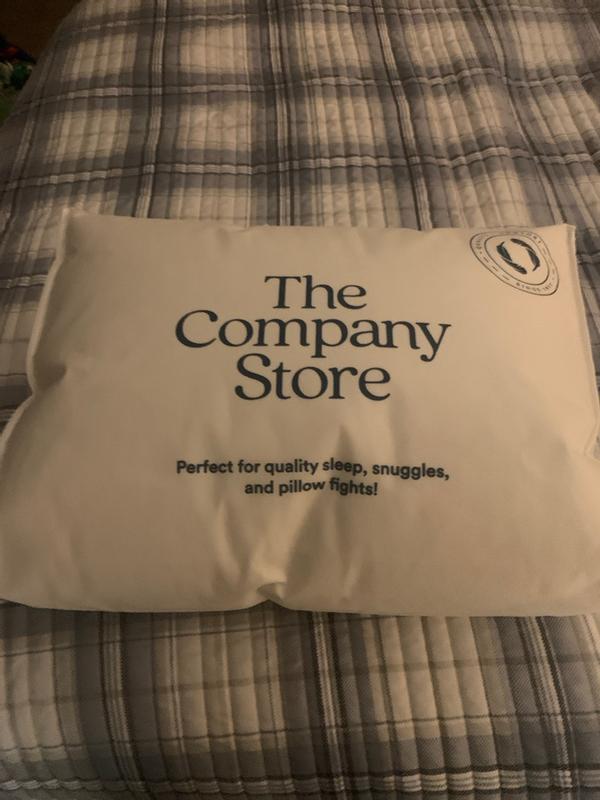 The
Company
Store
Perfect for quality sleep, snuggles,
and pillow fights!